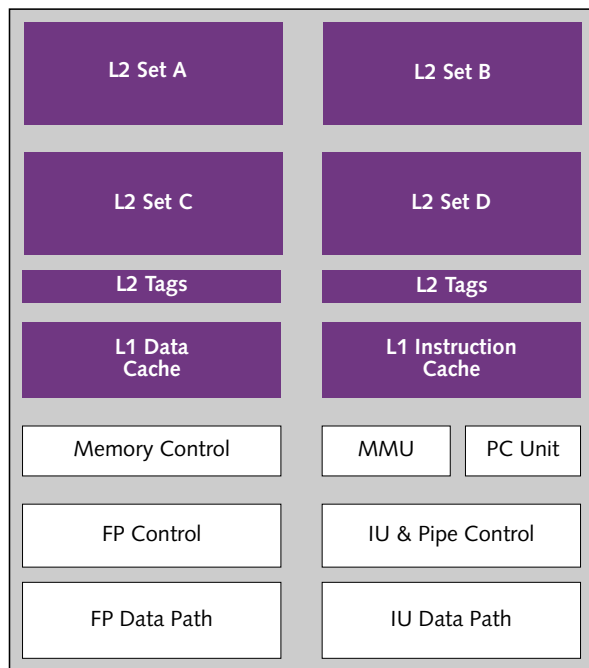 L2 Set A
L2 Set B
L2 Set C
L2 Set D
L2 Tags
L2 Tags
L1 Data
Cache
L1 Instruction
Cache
Memory Control
MMU
PC Unit
FP Control
IU & Pipe Control
FP Data Path
IU Data Path